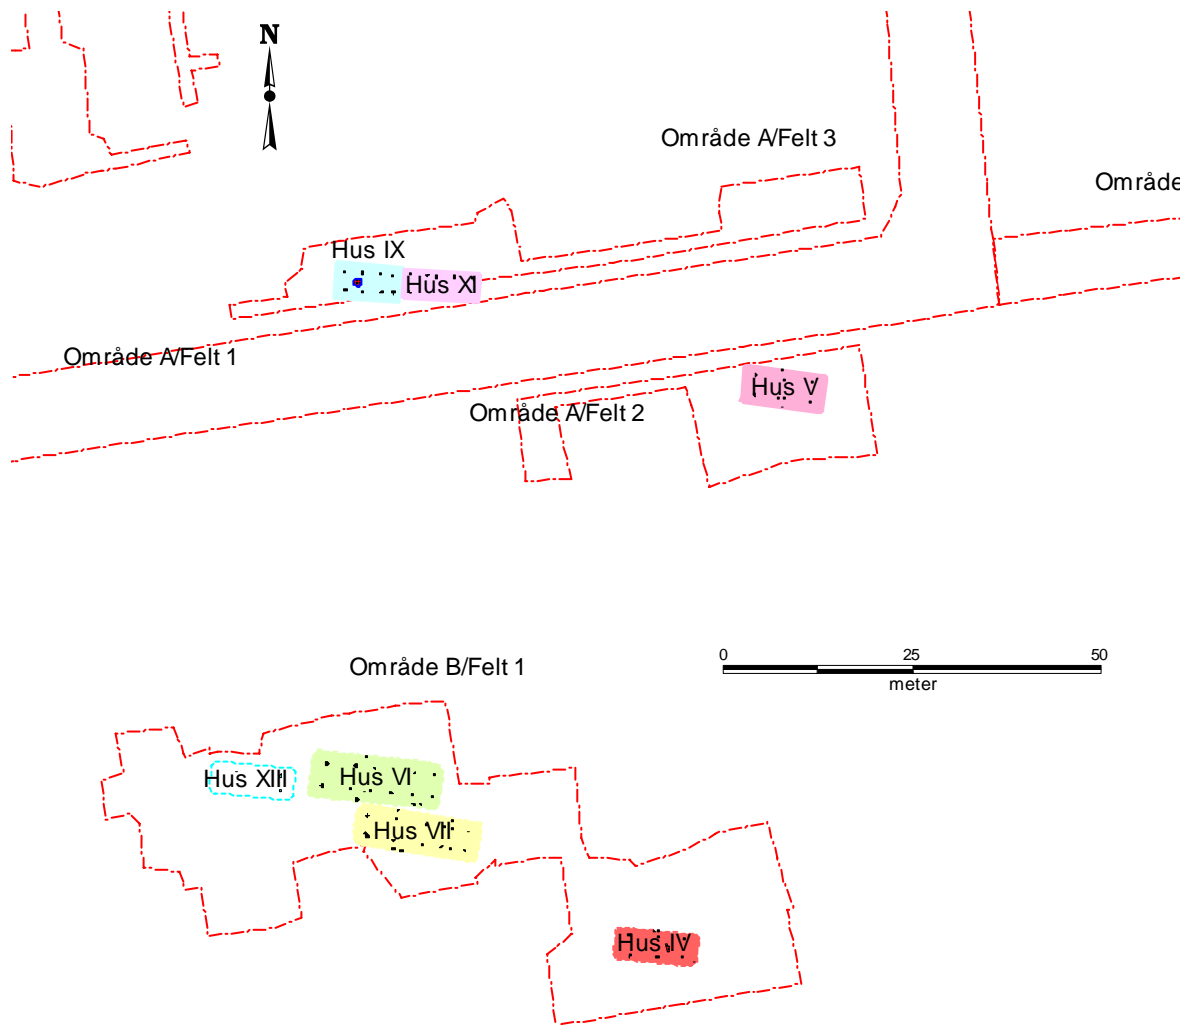 N
Område A/Felt 3
Område
Hus IX
Hus XI
Område A/Felt 1
Hus V
Område A/Felt 2
0 25 50
meter
Område B/Felt 1
Hus XIII
Hus VI
Hus VII
Hus IV